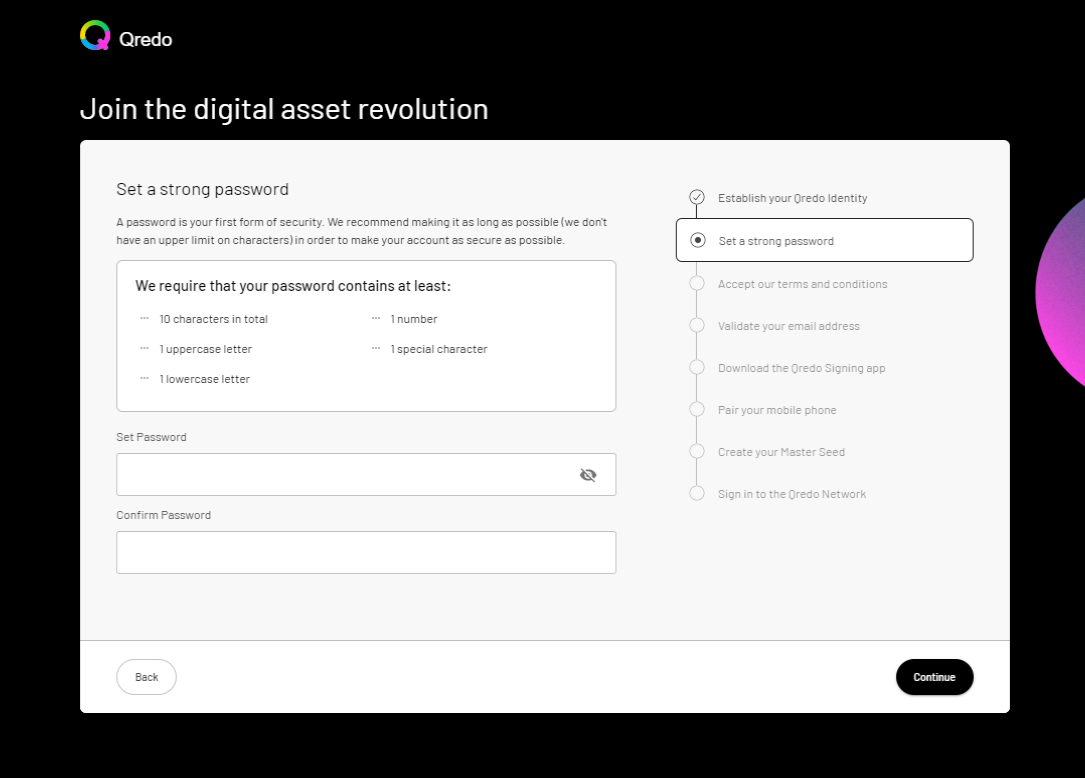 Qredo
Join the digital asset revolution
Set a strong password
A password is your first form of security. We recommend making it as long as possible (we don't
have an upper limit on characters) in order to make your account as secure as possible.
We require that your password contains at least:
10 characters in total
1 number
1 uppercase letter
1 special character
1 lowercase letter
Set Password
Confirm Password
Establish your Qredo Identity
Set a strong password
Accept our terms and conditions
Validate your email address
Download the Qredo Signing app
Pair your mobile phone
Create your Master Seed
Sign in to the Qredo Network
Back
Continue